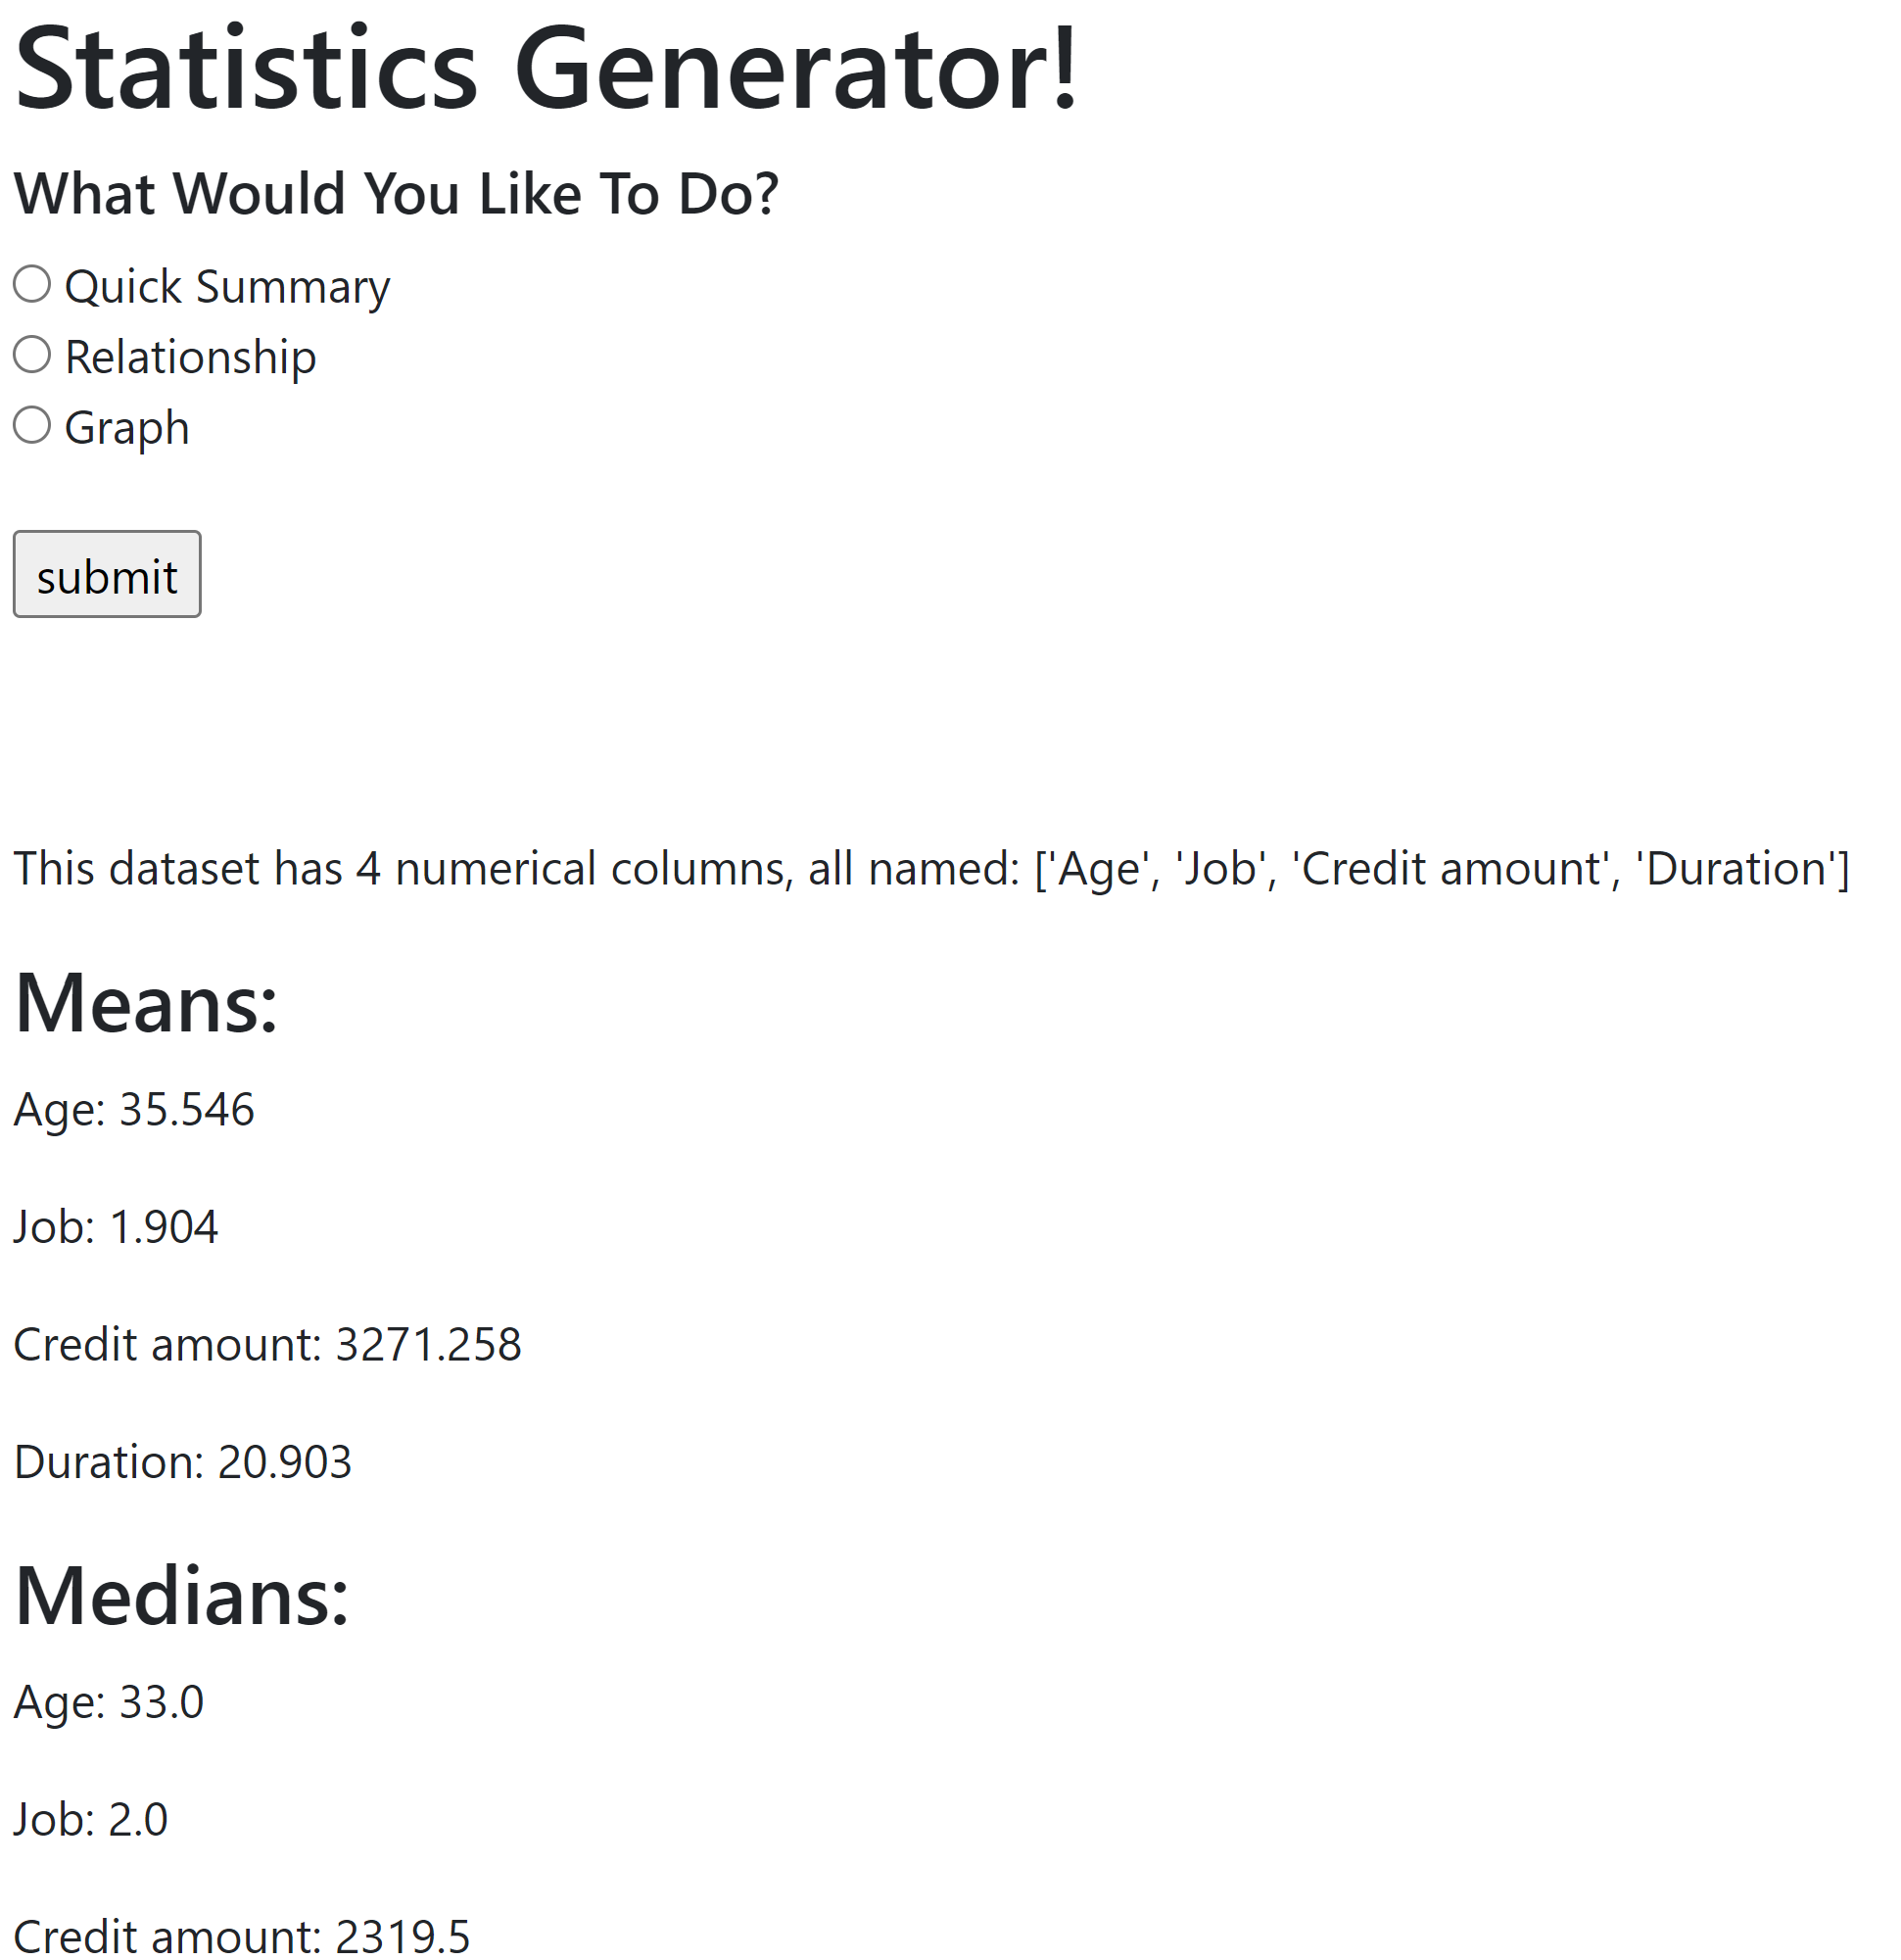 Statistics Generator!
What Would You Like To Do?
Quick Summary
Relationship
Graph
submit
This dataset has 4 numerical columns, all named: ['Age', 'Job', 'Credit amount', 'Duration']
Means:
Age: 35.546
Job: 1.904
Credit amount: 3271.258
Duration: 20.903
Medians:
Age: 33.0
Job: 2.0
Credit amount: 2319.5